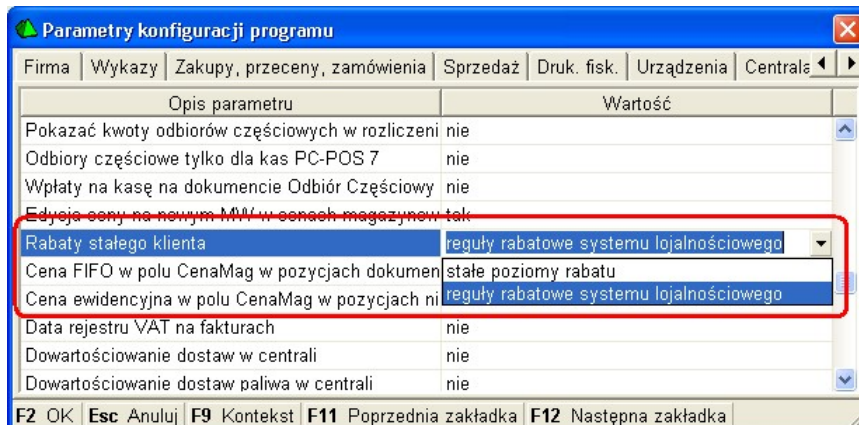 Parametry konfiguracji programu
Firma Wykazy Zakupy, przeceny, zamówienia Sprzedaż Druk. fisk. Urządzenia Centrala
Opis parametru Wartość
Pokazać kwoty odbiorów częściowych w rozliczeni nie
Odbiory częściowe tylko dla kas PC-POS 7 nie
Wpłaty na kasę na dokumencie Odbiór Częściowy nie
Edycja ceny na nowym MW w cenach magazynow tak
Rabaty stałego klienta reguły rabatowe systemu lojalnościowego
Cena FIFO w polu CenaMag w pozycjach dokumen stałe poziomy rabatu
Cena ewidencyjna w polu CenaMag w pozycjach ni reguły rabatowe systemu lojalnościowego
Data rejestru VAT na fakturach nie
Dowartościowanie dostaw w centrali nie
Dowartościowanie dostaw paliwa w centrali nie
F2 OK Esc Anuluj F9 Kontekst F11 Poprzednia zakładka F12 Następna zakładka